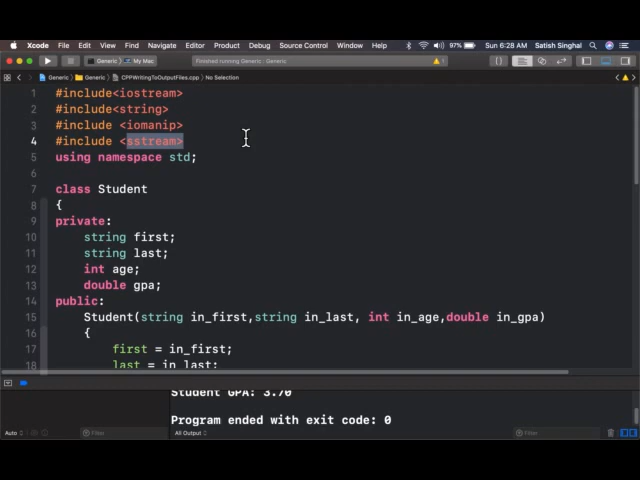 Xcode File Edit View Find Navigate Editor Product Debug Source Control Window Help 97% Sun 6:28 AM Satish Singhal
Generic My Mac Finished running Generic : Generic
Generic Generic CPPWritingToOutputFiles.cpp No Selection
1 #include<iostream>
2 #include<string>
3 #include <iomanip>
4 #include <sstream>
5 using namespace std;
6
7 class Student
8 {
9 private:
10 string first;
11 string last;
12 int age;
13 double gpa;
14 public:
15 Student(string in_first,string in_last, int in_age,double in_gpa)
16 {
17 first = in_first;
18 last = in_last;
Student GPA: 3.70
Program ended with exit code: 0
Auto Filter All Output Filter